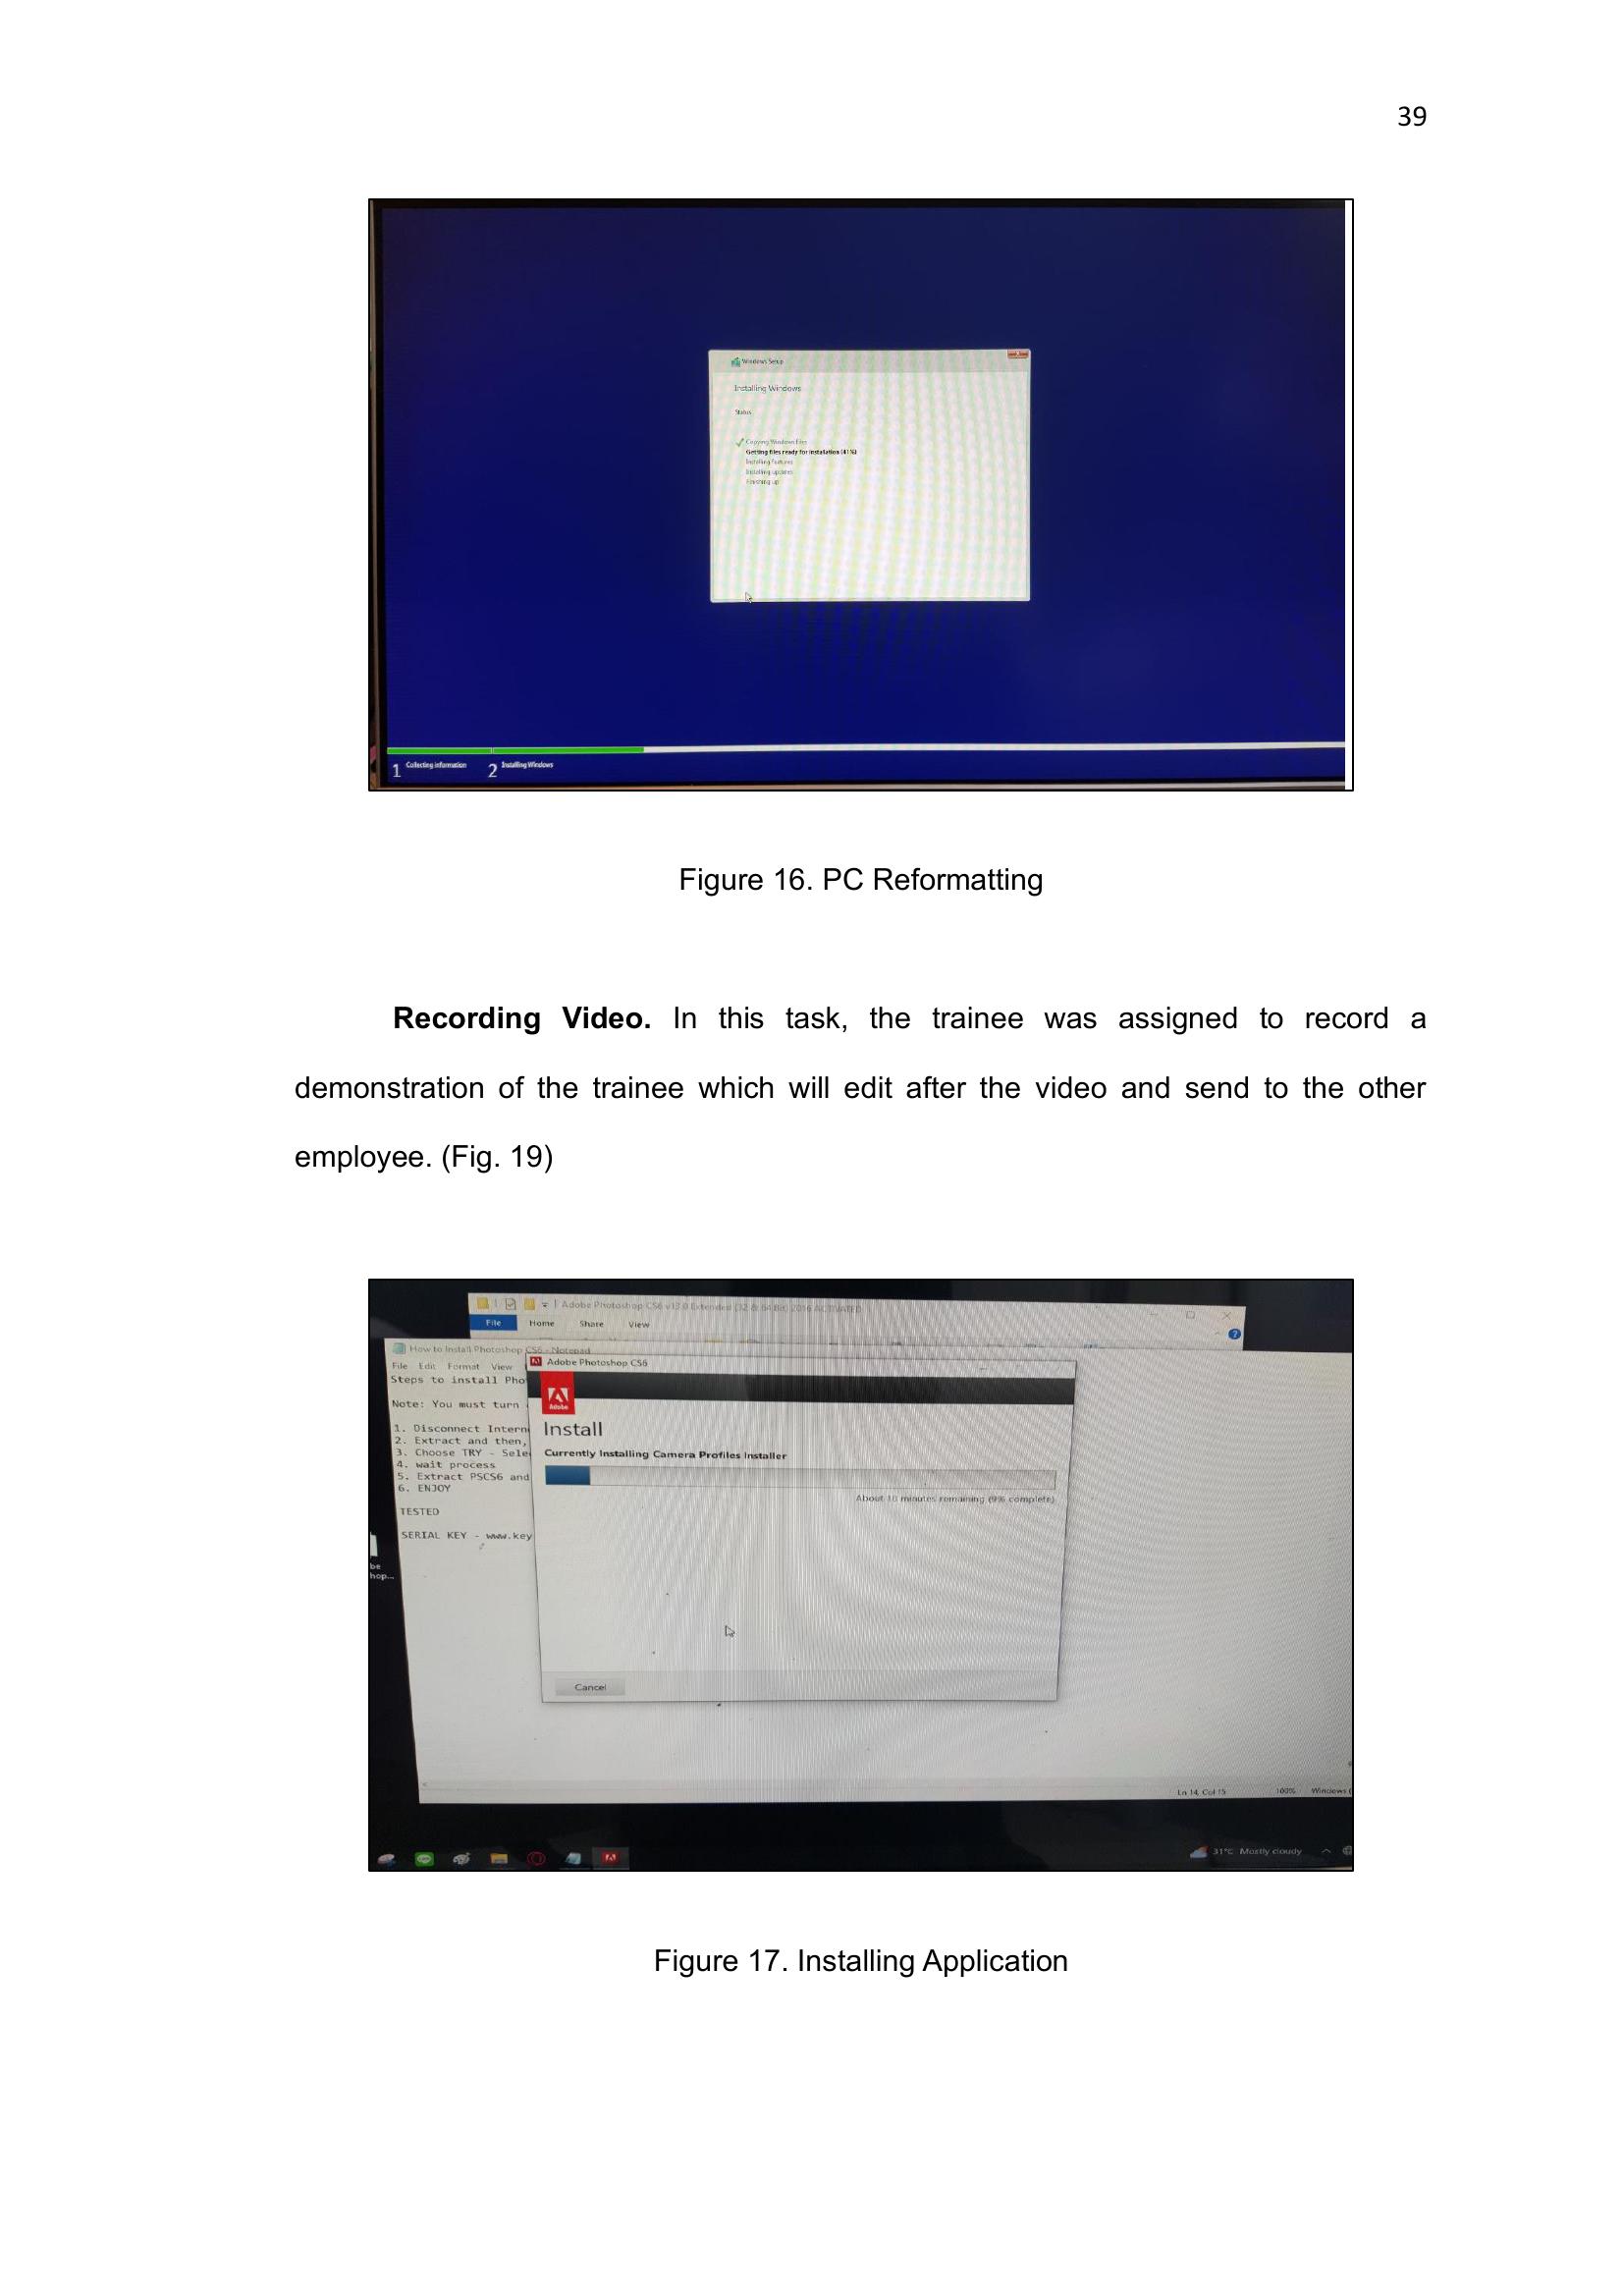 39
Windows Setup
Installing Windows
Status
Copying Windows files
Getting files ready for installation (41%)
Installing features
Installing updates
Finishing up
1 Collecting information 2 Installing Windows
Figure 16. PC Reformatting
Recording Video. In this task, the trainee was assigned to record a
demonstration of the trainee which will edit after the video and send to the other
employee. (Fig. 19)
Adobe Photoshop CS6 v13.0 Extended (32 & 64 Bit) 2016 ACTIVATED
File Home Share View
How to Install Photoshop CS6 - Notepad
File Edit Format View
Adobe Photoshop CS6
Steps to install Pho
Adobe
Note: You must turn
Install
1. Disconnect Intern
2. Extract and then,
3. Choose TRY - Sele
4. wait process
5. Extract PSCS6 and
6. ENJOY
Currently Installing Camera Profiles Installer
About 10 minutes remaining (9% complete)
TESTED
SERIAL KEY - www.key
be
hop...
Cancel
Ln 14, Col 15 100% Windows (
31°C Mostly cloudy
Figure 17. Installing Application